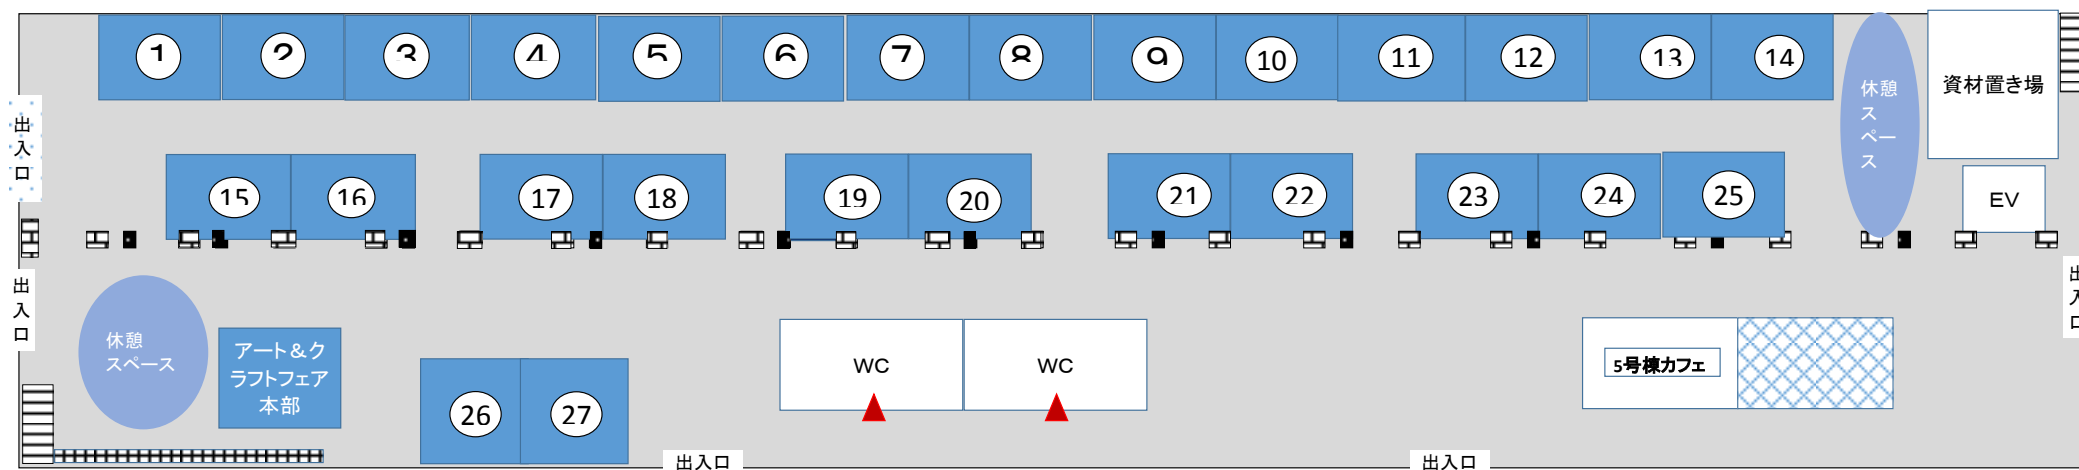 1
2
3
4
5
6
7
8
9
10
11
12
13
14
休憩
ス
ペー
ス
資材置き場
出
入
口
15
16
17
18
19
20
21
22
23
24
25
EV
出
入
口
出
入
口
休憩
スペース
アート&ク
ラフトフェア
本部
26
27
WC
WC
5号棟カフェ
出入口
出入口